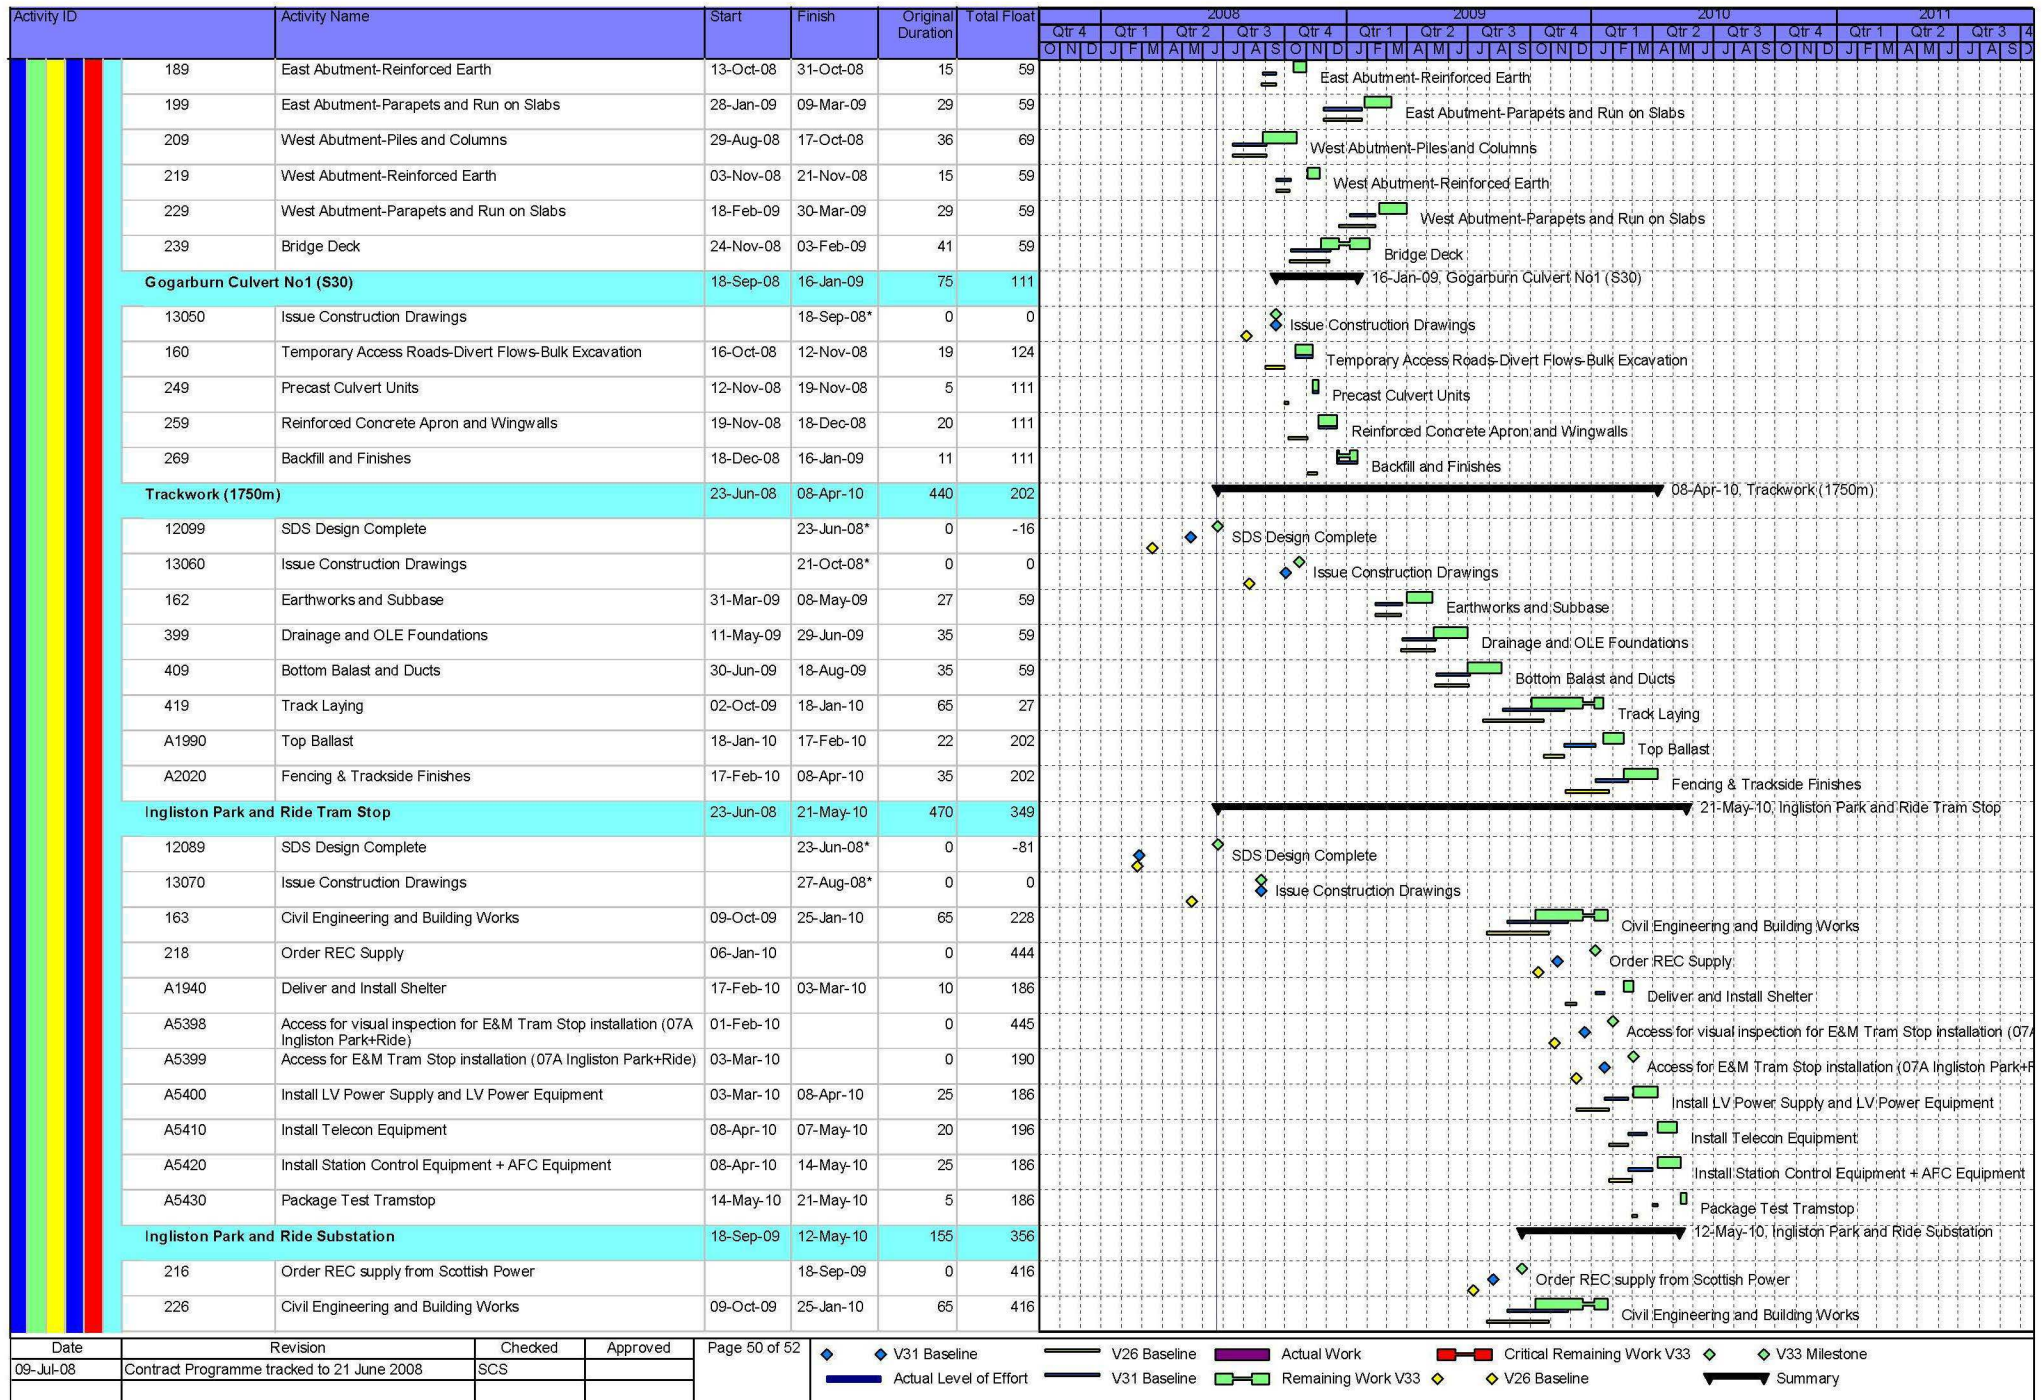 Activity ID Activity Name Start Finish Original Duration Total Float 2008 2009 2010 2011
Qtr 4 Qtr 1 Qtr 2 Qtr 3 Qtr 4 Qtr 1 Qtr 2 Qtr 3 Qtr 4 Qtr 1 Qtr 2 Qtr 3 Qtr 4 Qtr 1 Qtr 2 Qtr 3 4
O N D J F M A M J J A S O N D J F M A M J J A S O N D J F M A M J J A S O N D J F M A M J J A S
189 East Abutment-Reinforced Earth 13-Oct-08 31-Oct-08 15 59 East Abutment-Reinforced Earth
199 East Abutment-Parapets and Run on Slabs 28-Jan-09 09-Mar-09 29 59 East Abutment-Parapets and Run on Slabs
209 West Abutment-Piles and Columns 29-Aug-08 17-Oct-08 36 69 West Abutment-Piles and Columns
219 West Abutment-Reinforced Earth 03-Nov-08 21-Nov-08 15 59 West Abutment-Reinforced Earth
229 West Abutment-Parapets and Run on Slabs 18-Feb-09 30-Mar-09 29 59 West Abutment-Parapets and Run on Slabs
239 Bridge Deck 24-Nov-08 03-Feb-09 41 59 Bridge Deck
Gogarburn Culvert No1 (S30) 18-Sep-08 16-Jan-09 75 111 16-Jan-09, Gogarburn Culvert No1 (S30)
13050 Issue Construction Drawings 18-Sep-08* 0 0 Issue Construction Drawings
160 Temporary Access Roads-Divert Flows-Bulk Excavation 16-Oct-08 12-Nov-08 19 124 Temporary Access Roads-Divert Flows-Bulk Excavation
249 Precast Culvert Units 12-Nov-08 19-Nov-08 5 111 Precast Culvert Units
259 Reinforced Concrete Apron and Wingwalls 19-Nov-08 18-Dec-08 20 111 Reinforced Concrete Apron and Wingwalls
269 Backfill and Finishes 18-Dec-08 16-Jan-09 11 111 Backfill and Finishes
Trackwork (1750m) 23-Jun-08 08-Apr-10 440 202 08-Apr-10, Trackwork (1750m)
12099 SDS Design Complete 23-Jun-08* 0 -16 SDS Design Complete
13060 Issue Construction Drawings 21-Oct-08* 0 0 Issue Construction Drawings
162 Earthworks and Subbase 31-Mar-09 08-May-09 27 59 Earthworks and Subbase
399 Drainage and OLE Foundations 11-May-09 29-Jun-09 35 59 Drainage and OLE Foundations
409 Bottom Balast and Ducts 30-Jun-09 18-Aug-09 35 59 Bottom Balast and Ducts
419 Track Laying 02-Oct-09 18-Jan-10 65 27 Track Laying
A1990 Top Ballast 18-Jan-10 17-Feb-10 22 202 Top Ballast
A2020 Fencing & Trackside Finishes 17-Feb-10 08-Apr-10 35 202 Fencing & Trackside Finishes
Ingliston Park and Ride Tram Stop 23-Jun-08 21-May-10 470 349 21-May-10, Ingliston Park and Ride Tram Stop
12089 SDS Design Complete 23-Jun-08* 0 -81 SDS Design Complete
13070 Issue Construction Drawings 27-Aug-08* 0 0 Issue Construction Drawings
163 Civil Engineering and Building Works 09-Oct-09 25-Jan-10 65 228 Civil Engineering and Building Works
218 Order REC Supply 06-Jan-10 0 444 Order REC Supply
A1940 Deliver and Install Shelter 17-Feb-10 03-Mar-10 10 186 Deliver and Install Shelter
A5398 Access for visual inspection for E&M Tram Stop installation (07A Ingliston Park+Ride) 01-Feb-10 0 445 Access for visual inspection for E&M Tram Stop installation (07A
A5399 Access for E&M Tram Stop installation (07A Ingliston Park+Ride) 03-Mar-10 0 190 Access for E&M Tram Stop installation (07A Ingliston Park+R
A5400 Install LV Power Supply and LV Power Equipment 03-Mar-10 08-Apr-10 25 186 Install LV Power Supply and LV Power Equipment
A5410 Install Telecon Equipment 08-Apr-10 07-May-10 20 196 Install Telecon Equipment
A5420 Install Station Control Equipment + AFC Equipment 08-Apr-10 14-May-10 25 186 Install Station Control Equipment + AFC Equipment
A5430 Package Test Tramstop 14-May-10 21-May-10 5 186 Package Test Tramstop
Ingliston Park and Ride Substation 18-Sep-09 12-May-10 155 356 12-May-10, Ingliston Park and Ride Substation
216 Order REC supply from Scottish Power 18-Sep-09 0 416 Order REC supply from Scottish Power
226 Civil Engineering and Building Works 09-Oct-09 25-Jan-10 65 416 Civil Engineering and Building Works
Date Revision Checked Approved Page 50 of 52 V31 Baseline V26 Baseline Actual Work Critical Remaining Work V33 V33 Milestone
09-Jul-08 Contract Programme tracked to 21 June 2008 SCS Actual Level of Effort V31 Baseline Remaining Work V33 V26 Baseline Summary